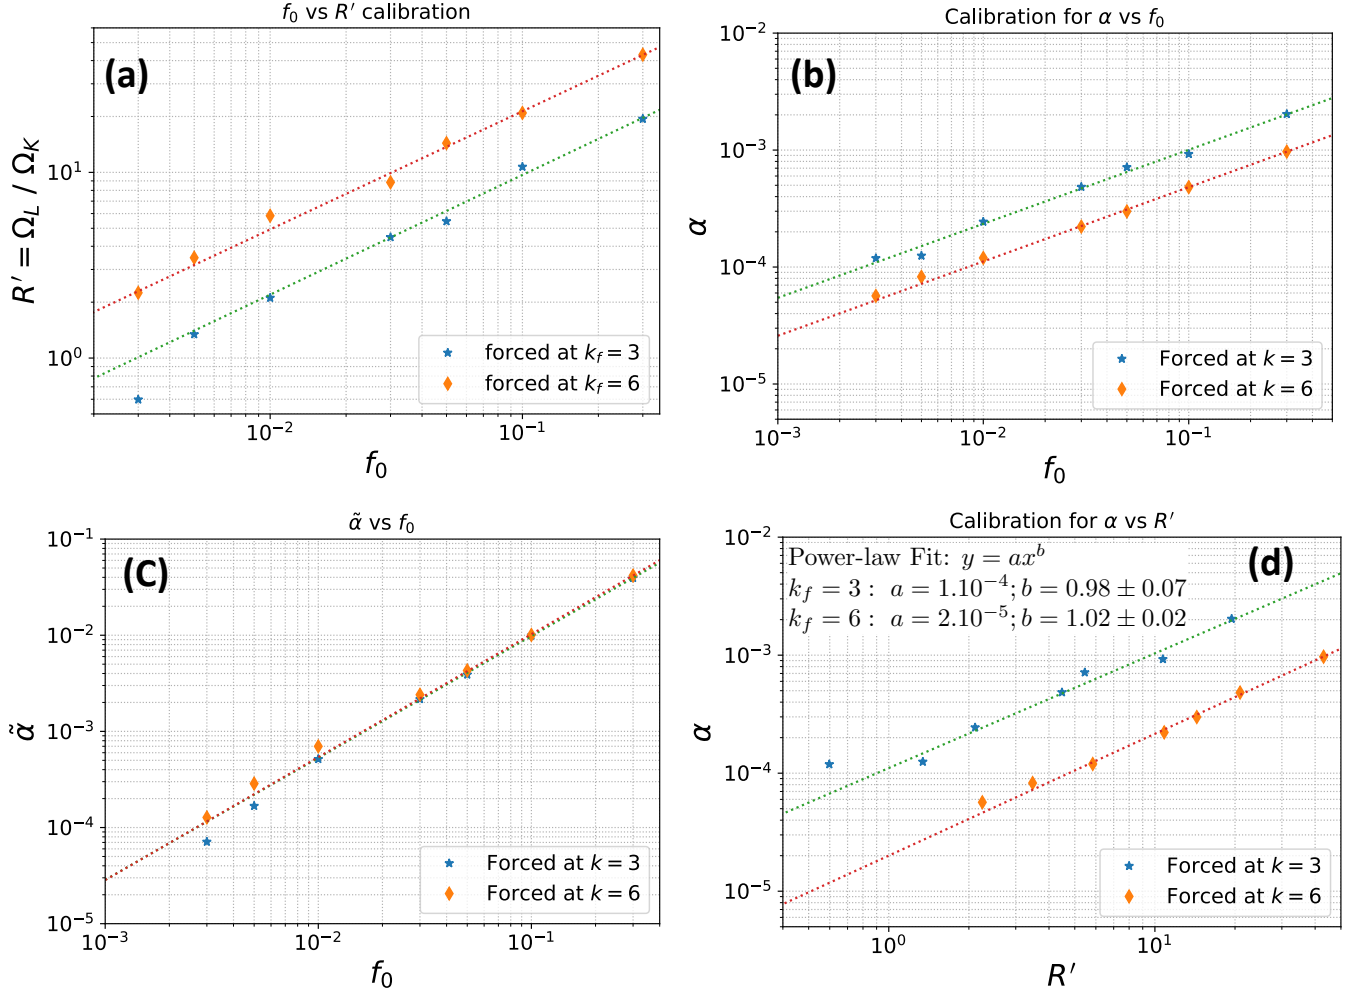 f₀ vs R′ calibration
(a)
R′ = Ω_L / Ω_K
10¹
10⁰
forced at k_f = 3
forced at k_f = 6
10⁻²
10⁻¹
f₀
Calibration for α vs f₀
(b)
α
10⁻²
10⁻³
10⁻⁴
10⁻⁵
Forced at k = 3
Forced at k = 6
10⁻³
10⁻²
10⁻¹
f₀
α̃ vs f₀
(C)
α̃
10⁻¹
10⁻²
10⁻³
10⁻⁴
10⁻⁵
Forced at k = 3
Forced at k = 6
10⁻³
10⁻²
10⁻¹
f₀
Calibration for α vs R′
(d)
Power-law Fit: y = ax^b
k_f = 3 : a = 1.10⁻⁴; b = 0.98 ± 0.07
k_f = 6 : a = 2.10⁻⁵; b = 1.02 ± 0.02
α
10⁻²
10⁻³
10⁻⁴
10⁻⁵
Forced at k = 3
Forced at k = 6
10⁰
10¹
R′